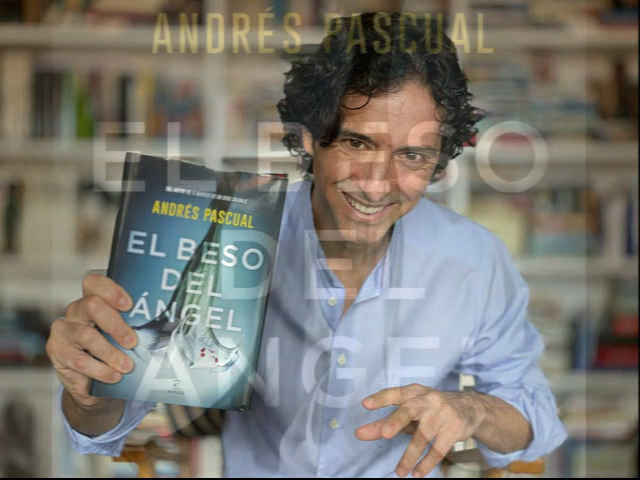 ANDRÉS PASCUAL
EL BESO
DEL
ÁNGEL
ANDRÉS PASCUAL
EL BESO
DEL
ÁNGEL